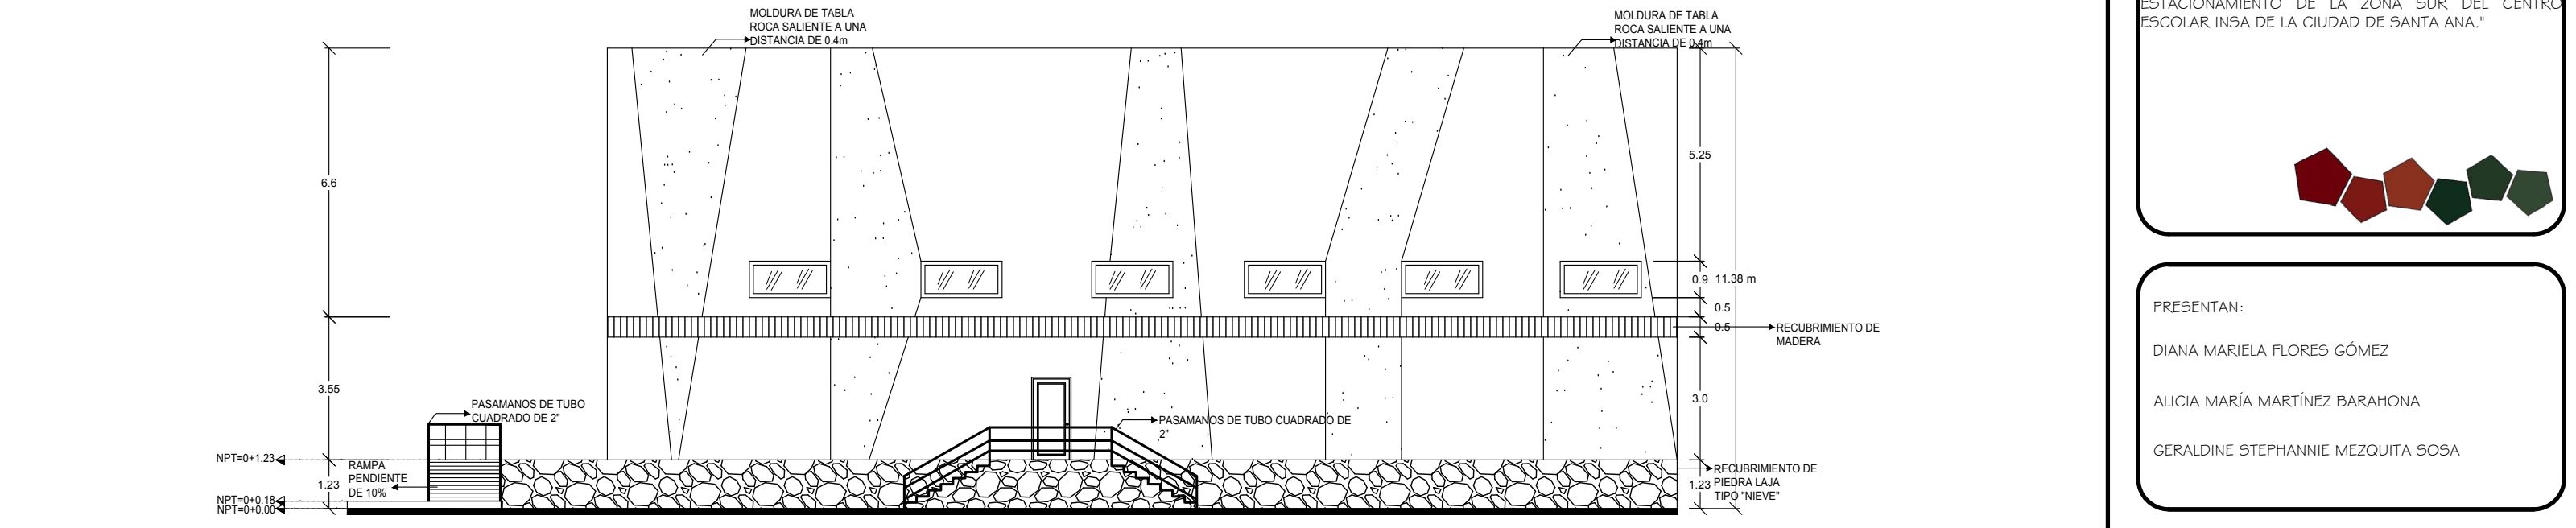 MOLDURA DE TABLA
ROCA SALIENTE A UNA
DISTANCIA DE 0.4m
MOLDURA DE TABLA
ROCA SALIENTE A UNA
DISTANCIA DE 0.4m
6.6
3.55
1.23
5.25
0.9
11.38 m
0.5
0.5
RECUBRIMIENTO DE
MADERA
3.0
PASAMANOS DE TUBO
CUADRADO DE 2"
PASAMANOS DE TUBO CUADRADO DE
2"
NPT=0+1.23
RAMPA
PENDIENTE
DE 10%
NPT=0+0.18
NPT=0+0.00
RECUBRIMIENTO DE
PIEDRA LAJA
TIPO "NIEVE"
1.23
ESTACIONAMIENTO DE LA ZONA SUR DEL CENTRO
ESCOLAR INSA DE LA CIUDAD DE SANTA ANA."
PRESENTAN:
DIANA MARIELA FLORES GÓMEZ
ALICIA MARÍA MARTÍNEZ BARAHONA
GERALDINE STEPHANNIE MEZQUITA SOSA